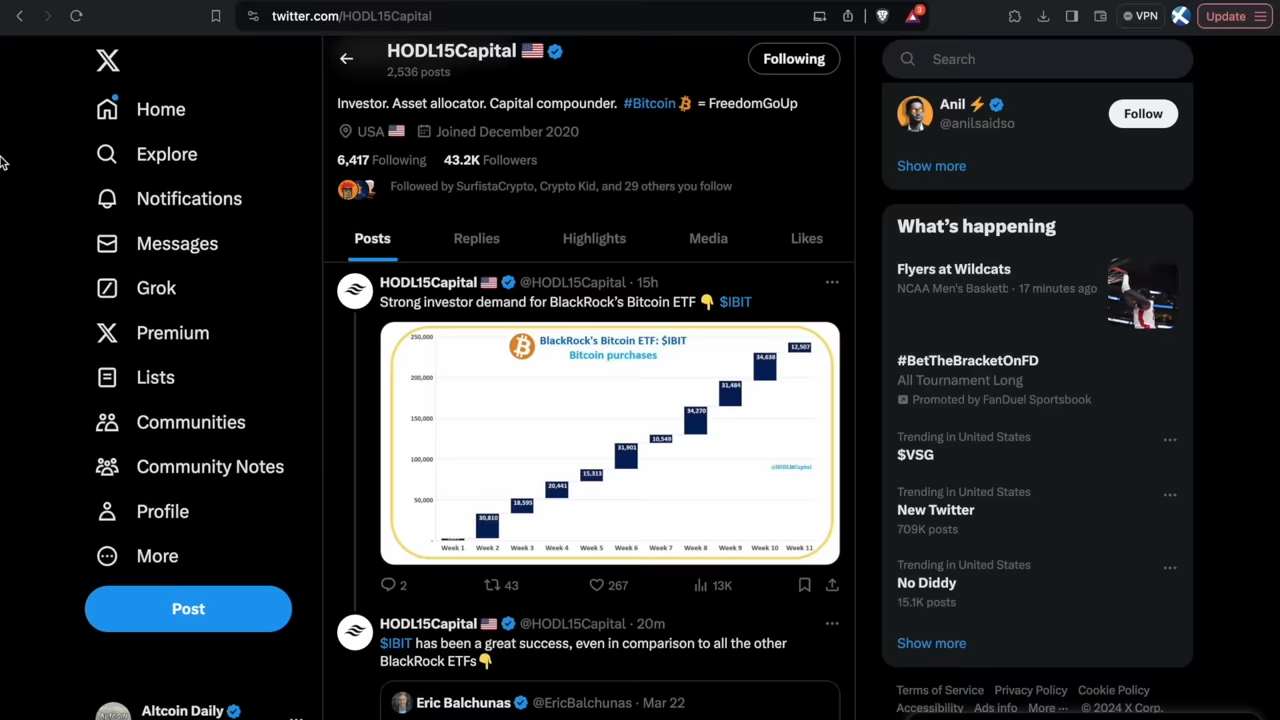 twitter.com/HODL15Capital
3
VPN
Update
HODL15Capital
2,536 posts
Following
Investor. Asset allocator. Capital compounder. #Bitcoin = FreedomGoUp
USA Joined December 2020
6,417 Following 43.2K Followers
Followed by SurfistaCrypto, Crypto Kid, and 29 others you follow
Posts Replies Highlights Media Likes
Home
Explore
Notifications
Messages
Grok
Premium
Lists
Communities
Community Notes
Profile
More
Post
Altcoin Daily
HODL15Capital @HODL15Capital · 15h
Strong investor demand for BlackRock's Bitcoin ETF $IBIT
BlackRock's Bitcoin ETF: $IBIT
Bitcoin purchases
250,000
200,000
150,000
100,000
50,000
-
30,810
18,595
20,441
15,313
31,901
10,549
34,270
31,484
34,638
12,507
@HODL15Capital
Week 1 Week 2 Week 3 Week 4 Week 5 Week 6 Week 7 Week 8 Week 9 Week 10 Week 11
2 43 267 13K
HODL15Capital @HODL15Capital · 20m
$IBIT has been a great success, even in comparison to all the other
BlackRock ETFs
Eric Balchunas @EricBalchunas · Mar 22
Search
Anil
@anilsaidso
Follow
Show more
What's happening
Flyers at Wildcats
NCAA Men's Basketb · 17 minutes ago
#BetTheBracketOnFD
All Tournament Long
Promoted by FanDuel Sportsbook
Trending in United States
$VSG
Trending in United States
New Twitter
709K posts
Trending in United States
No Diddy
15.1K posts
Show more
Terms of Service Privacy Policy Cookie Policy
Accessibility Ads info More ··· © 2024 X Corp.